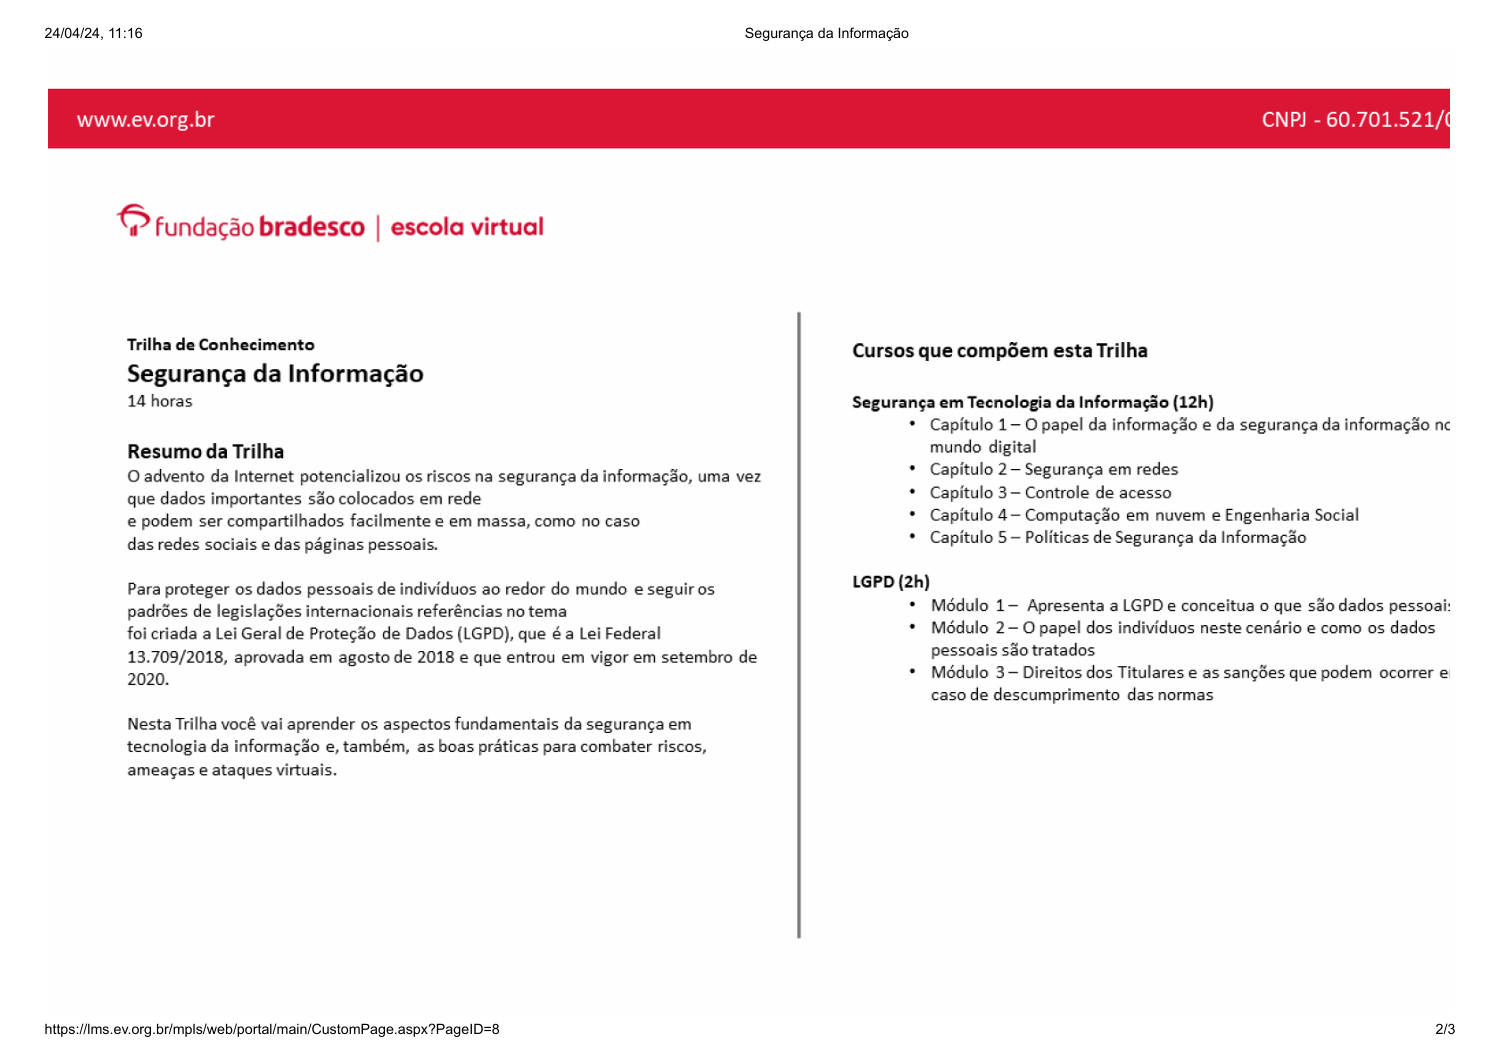 24/04/24, 11:16
Segurança da Informação
www.ev.org.br
CNPJ - 60.701.521/
fundação bradesco | escola virtual
Trilha de Conhecimento
Segurança da Informação
14 horas
Resumo da Trilha
O advento da Internet potencializou os riscos na segurança da informação, uma vez
que dados importantes são colocados em rede
e podem ser compartilhados facilmente e em massa, como no caso
das redes sociais e das páginas pessoais.
Para proteger os dados pessoais de indivíduos ao redor do mundo e seguir os
padrões de legislações internacionais referências no tema
foi criada a Lei Geral de Proteção de Dados (LGPD), que é a Lei Federal
13.709/2018, aprovada em agosto de 2018 e que entrou em vigor em setembro de
2020.
Nesta Trilha você vai aprender os aspectos fundamentais da segurança em
tecnologia da informação e, também, as boas práticas para combater riscos,
ameaças e ataques virtuais.
Cursos que compõem esta Trilha
Segurança em Tecnologia da Informação (12h)
• Capítulo 1 – O papel da informação e da segurança da informação no
mundo digital
• Capítulo 2 – Segurança em redes
• Capítulo 3 – Controle de acesso
• Capítulo 4 – Computação em nuvem e Engenharia Social
• Capítulo 5 – Políticas de Segurança da Informação
LGPD (2h)
• Módulo 1 – Apresenta a LGPD e conceitua o que são dados pessoais
• Módulo 2 – O papel dos indivíduos neste cenário e como os dados
pessoais são tratados
• Módulo 3 – Direitos dos Titulares e as sanções que podem ocorrer
caso de descumprimento das normas
https://lms.ev.org.br/mpls/web/portal/main/CustomPage.aspx?PageID=8
2/3